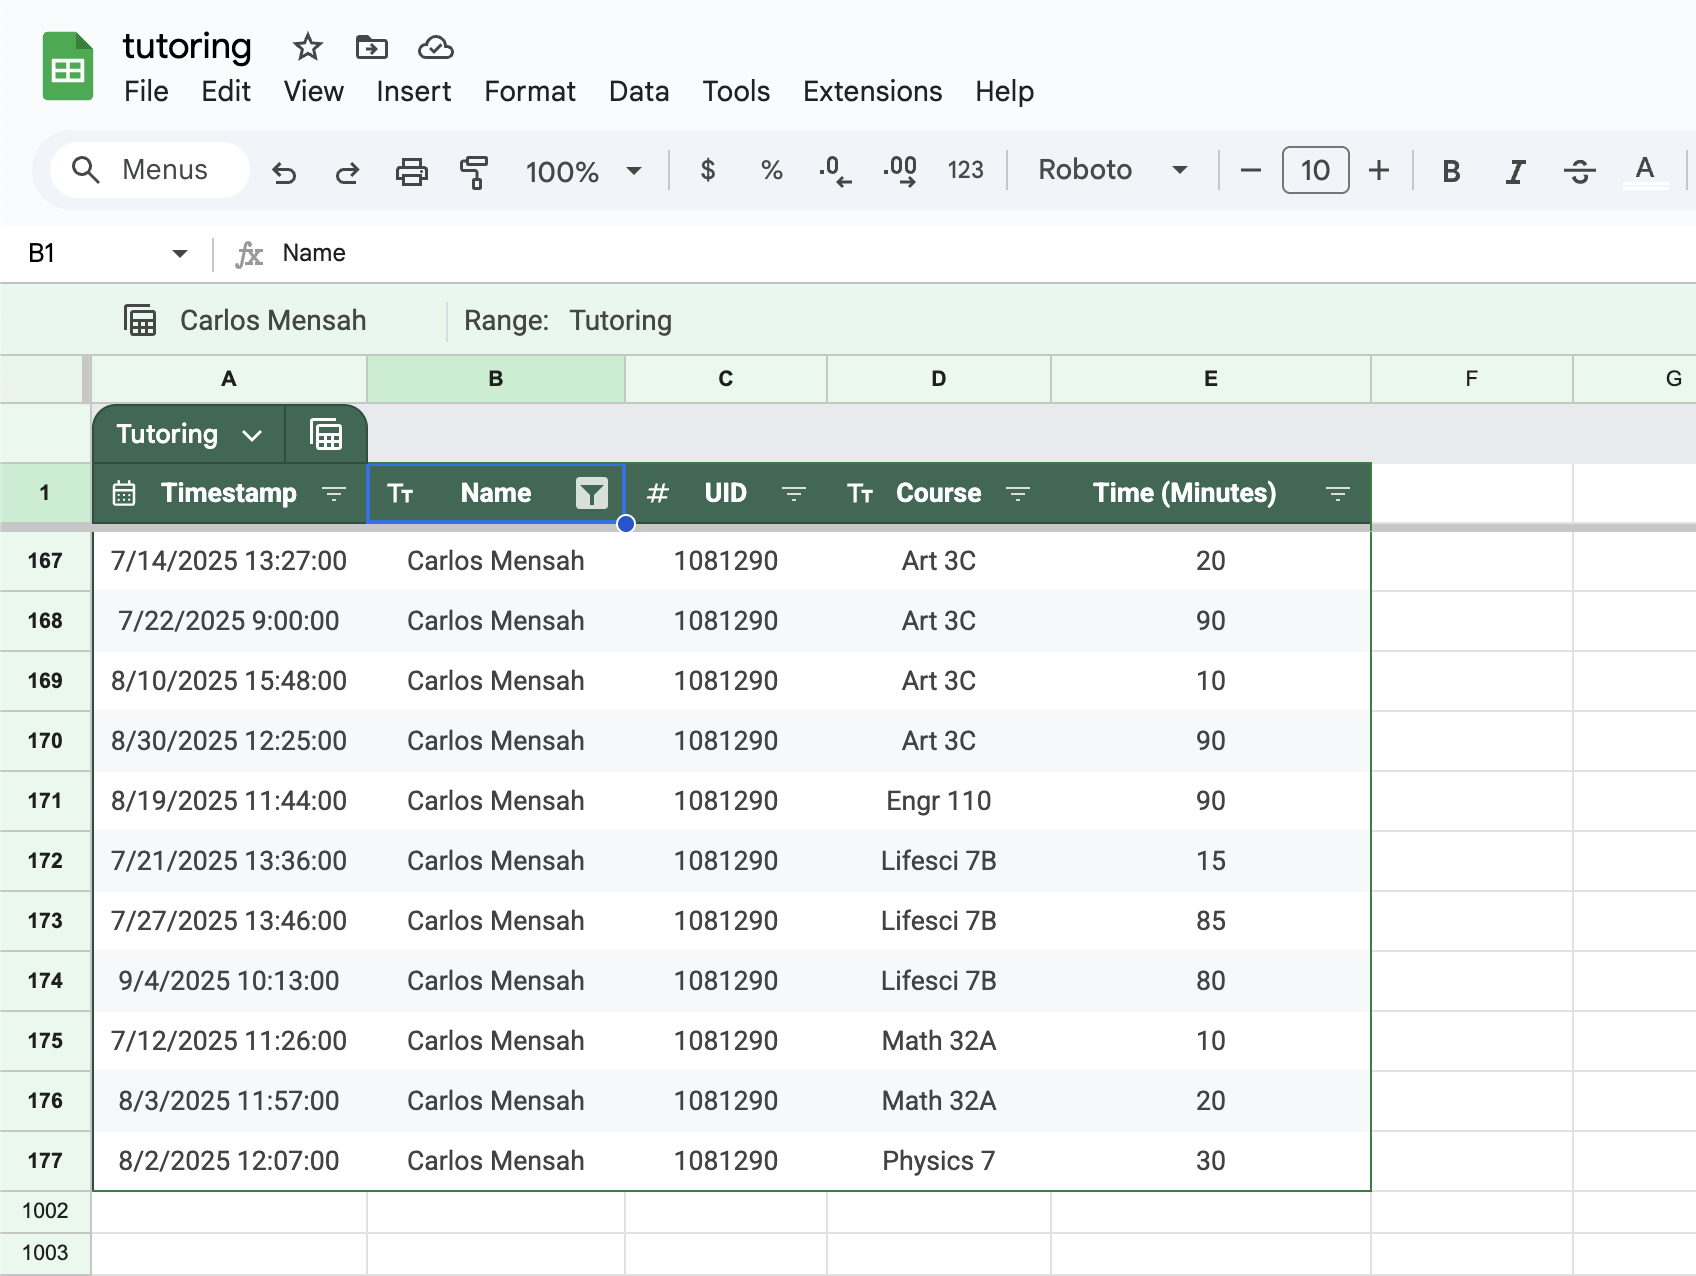 tutoring
File Edit View Insert Format Data Tools Extensions Help
Menus 100% $ % .0 .00 123 Roboto 10 B I S A
B1 fx Name
Carlos Mensah Range: Tutoring
A B C D E F G
Tutoring
1 Timestamp Tт Name # UID Tт Course Time (Minutes)
167 7/14/2025 13:27:00 Carlos Mensah 1081290 Art 3C 20
168 7/22/2025 9:00:00 Carlos Mensah 1081290 Art 3C 90
169 8/10/2025 15:48:00 Carlos Mensah 1081290 Art 3C 10
170 8/30/2025 12:25:00 Carlos Mensah 1081290 Art 3C 90
171 8/19/2025 11:44:00 Carlos Mensah 1081290 Engr 110 90
172 7/21/2025 13:36:00 Carlos Mensah 1081290 Lifesci 7B 15
173 7/27/2025 13:46:00 Carlos Mensah 1081290 Lifesci 7B 85
174 9/4/2025 10:13:00 Carlos Mensah 1081290 Lifesci 7B 80
175 7/12/2025 11:26:00 Carlos Mensah 1081290 Math 32A 10
176 8/3/2025 11:57:00 Carlos Mensah 1081290 Math 32A 20
177 8/2/2025 12:07:00 Carlos Mensah 1081290 Physics 7 30
1002
1003